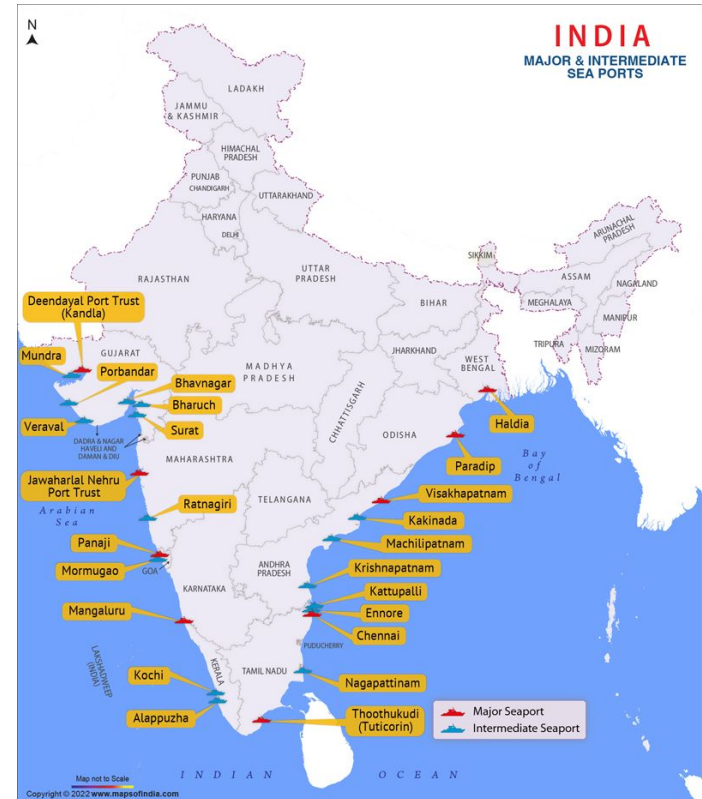 N
INDIA
MAJOR & INTERMEDIATE
SEA PORTS
LADAKH
JAMMU
& KASHMIR
HIMACHAL
PRADESH
PUNJAB
CHANDIGARH
UTTARAKHAND
HARYANA
DELHI
ARUNACHAL
PRADESH
SIKKIM
RAJASTHAN
UTTAR
PRADESH
ASSAM
NAGALAND
BIHAR
MEGHALAYA
MANIPUR
Deendayal Port Trust
(Kandla)
TRIPURA
MIZORAM
Mundra
GUJARAT
JHARKHAND
WEST
BENGAL
Porbandar
MADHYA
PRADESH
Bhavnagar
CHHATTISGARH
Bharuch
Haldia
Veraval
Surat
ODISHA
DADRA & NAGAR
HAVELI AND
DAMAN & DIU
Paradip
Bay
of
Bengal
MAHARASHTRA
Jawaharlal Nehru
Port Trust
Visakhapatnam
Arabian
Sea
Ratnagiri
TELANGANA
Kakinada
Panaji
Machilipatnam
Mormugao
GOA
ANDHRA
PRADESH
Krishnapatnam
KARNATAKA
Kattupalli
Mangaluru
Ennore
Chennai
PUDUCHERRY
LAKSHADWEEP
(INDIA)
KERALA
TAMIL NADU
Kochi
Nagapattinam
Alappuzha
Thoothukudi
(Tuticorin)
Major Seaport
Intermediate Seaport
INDIAN OCEAN
Map not to Scale
Copyright © 2022 www.mapsofindia.com